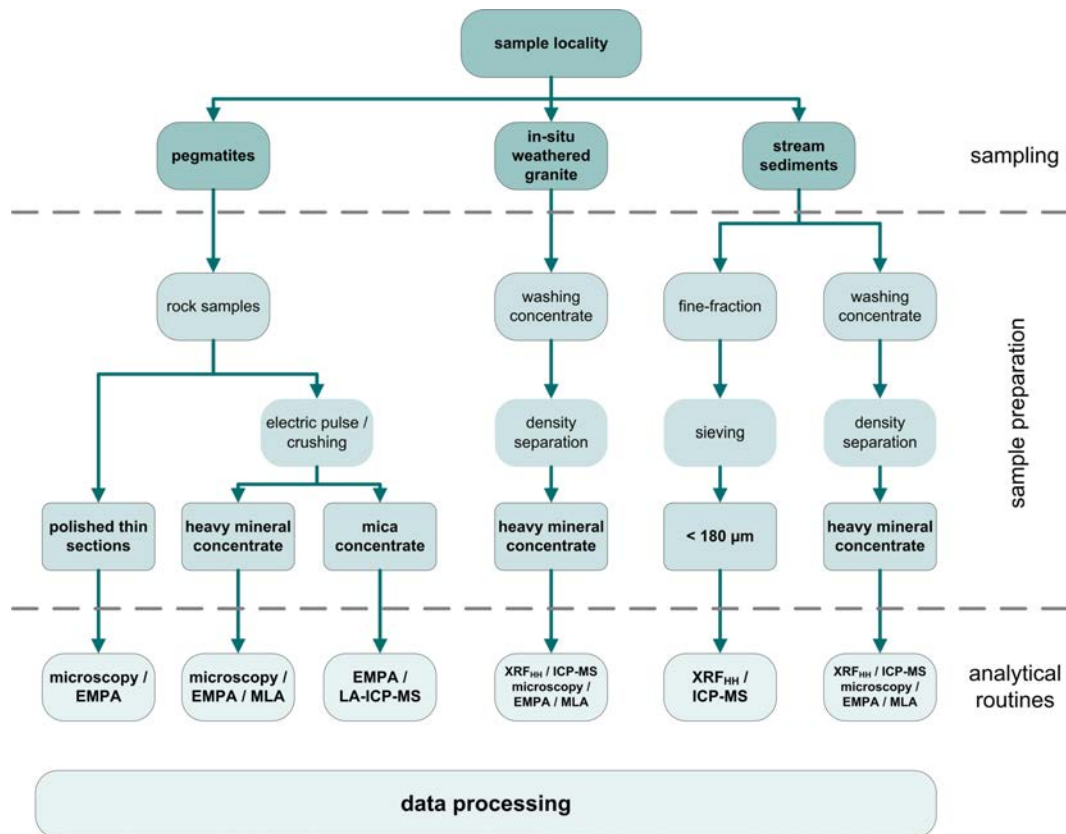 sample locality
pegmatites
in-situ
weathered
granite
stream
sediments
sampling
rock samples
washing
concentrate
fine-fraction
washing
concentrate
electric pulse /
crushing
density
separation
sieving
density
separation
sample preparation
polished thin
sections
heavy mineral
concentrate
mica
concentrate
heavy mineral
concentrate
< 180 µm
heavy mineral
concentrate
microscopy /
EMPA
microscopy /
EMPA / MLA
EMPA /
LA-ICP-MS
XRFHH / ICP-MS
microscopy /
EMPA / MLA
XRFHH /
ICP-MS
XRFHH / ICP-MS
microscopy /
EMPA / MLA
analytical
routines
data processing